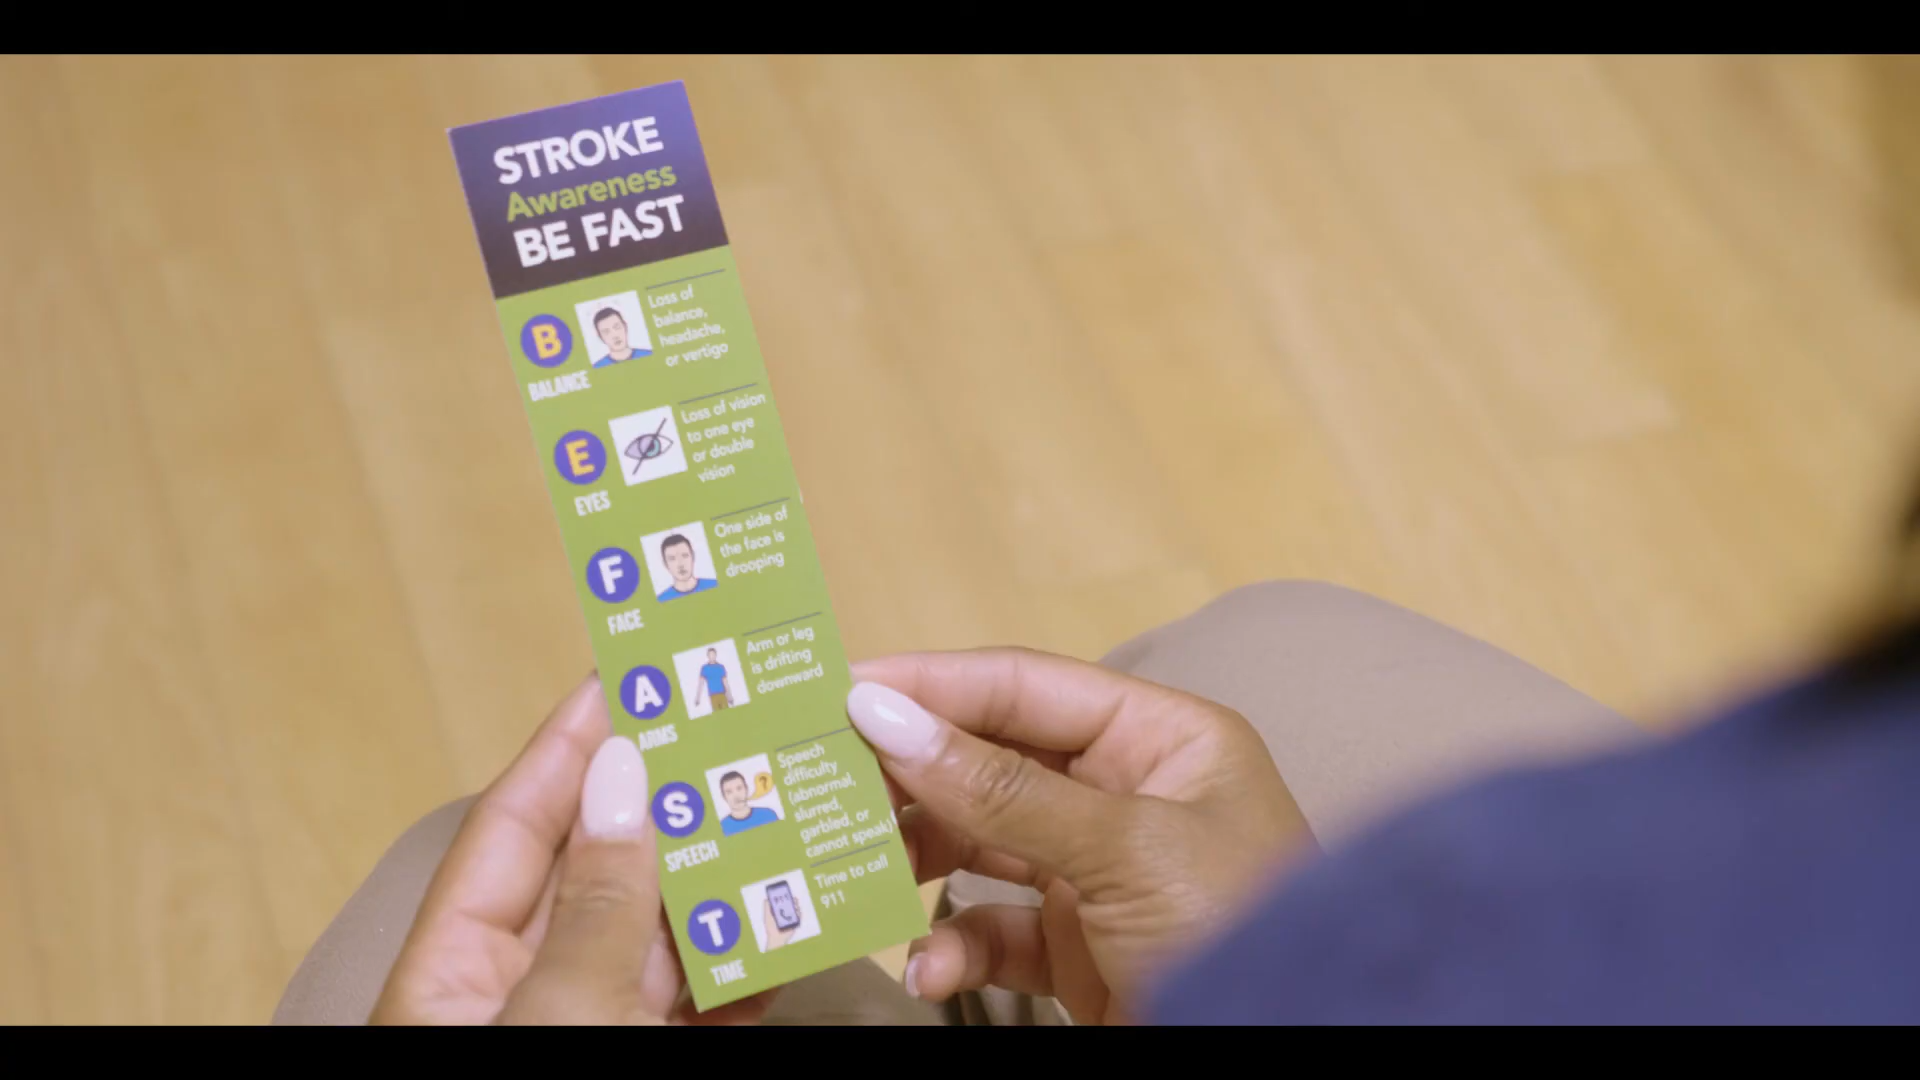 STROKE
Awareness
BE FAST
B
BALANCE
Loss of
balance,
headache,
or vertigo
E
EYES
Loss of vision
to one eye
or double
vision
F
FACE
One side of
the face is
drooping
A
ARMS
Arm or leg
is drifting
downward
S
SPEECH
?
Speech
difficulty
(abnormal,
slurred,
garbled, or
cannot speak)
T
TIME
911
Time to call
911